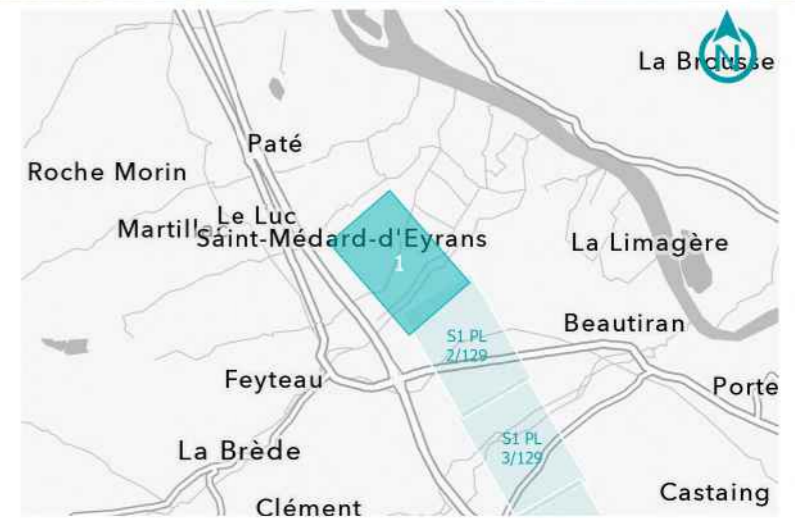 La Brousse
N
Paté
Roche Morin
Le Luc
Martillac
Saint-Médard-d'Eyrans
La Limagère
1
Beautiran
S1 PL
2/129
Feyteau
Porte
S1 PL
3/129
La Brède
Castaing
Clément